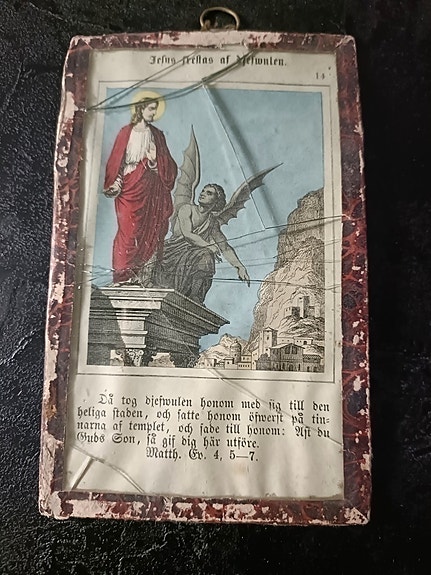 Jesus frestas af djefwulen.
14
Då tog djefwulen honom med sig till den
heliga staden, och satte honom öfwerst på tin-
narna af templet, och sade till honom: Äst du
Guds Son, så gif dig här utföre.
Matth. Ev. 4, 5—7.